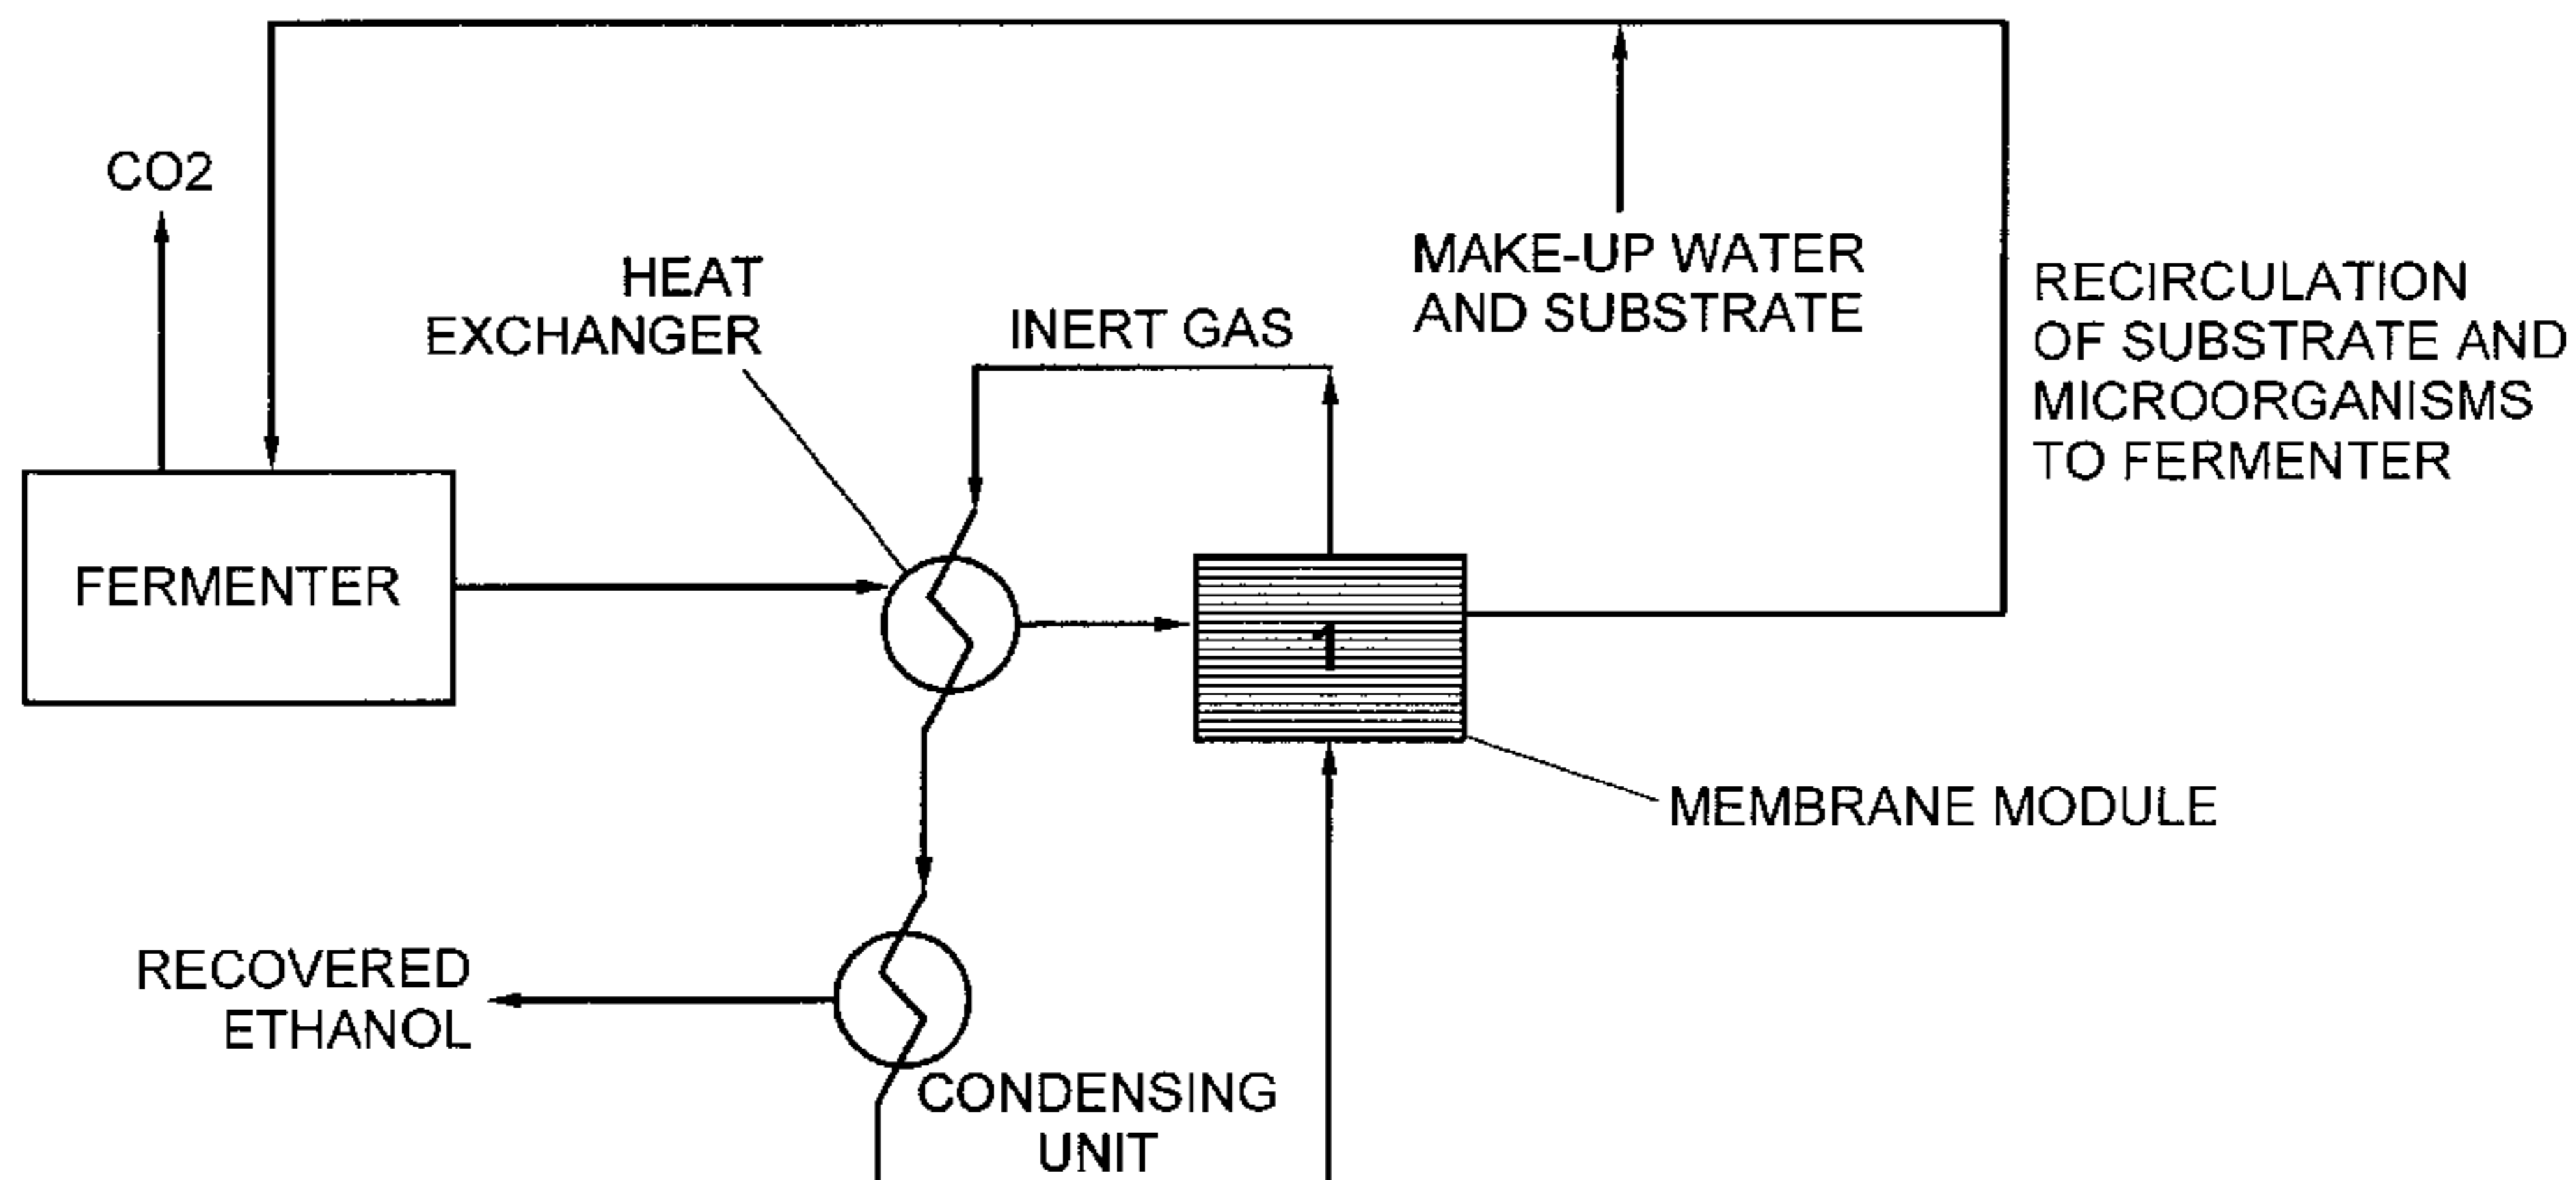 CO2
HEAT
EXCHANGER
INERT GAS
MAKE-UP WATER
AND SUBSTRATE
RECIRCULATION
OF SUBSTRATE AND
MICROORGANISMS
TO FERMENTER
FERMENTER
1
MEMBRANE MODULE
RECOVERED
ETHANOL
CONDENSING
UNIT